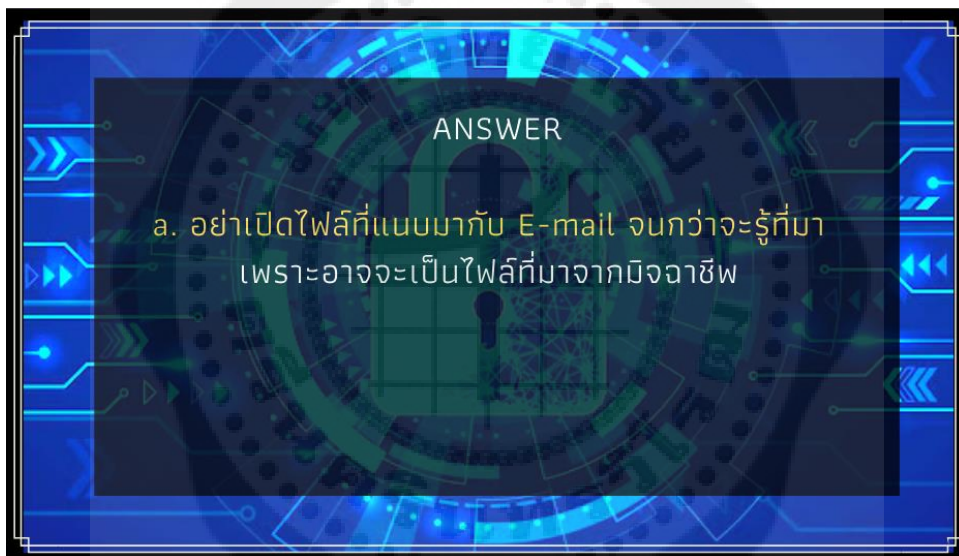 ANSWER
a. อย่าเปิดไฟล์ที่แนบมากับ E-mail จนกว่าจะรู้ที่มา
เพราะอาจจะเป็นไฟล์ที่มาจากมิจฉาชีพ